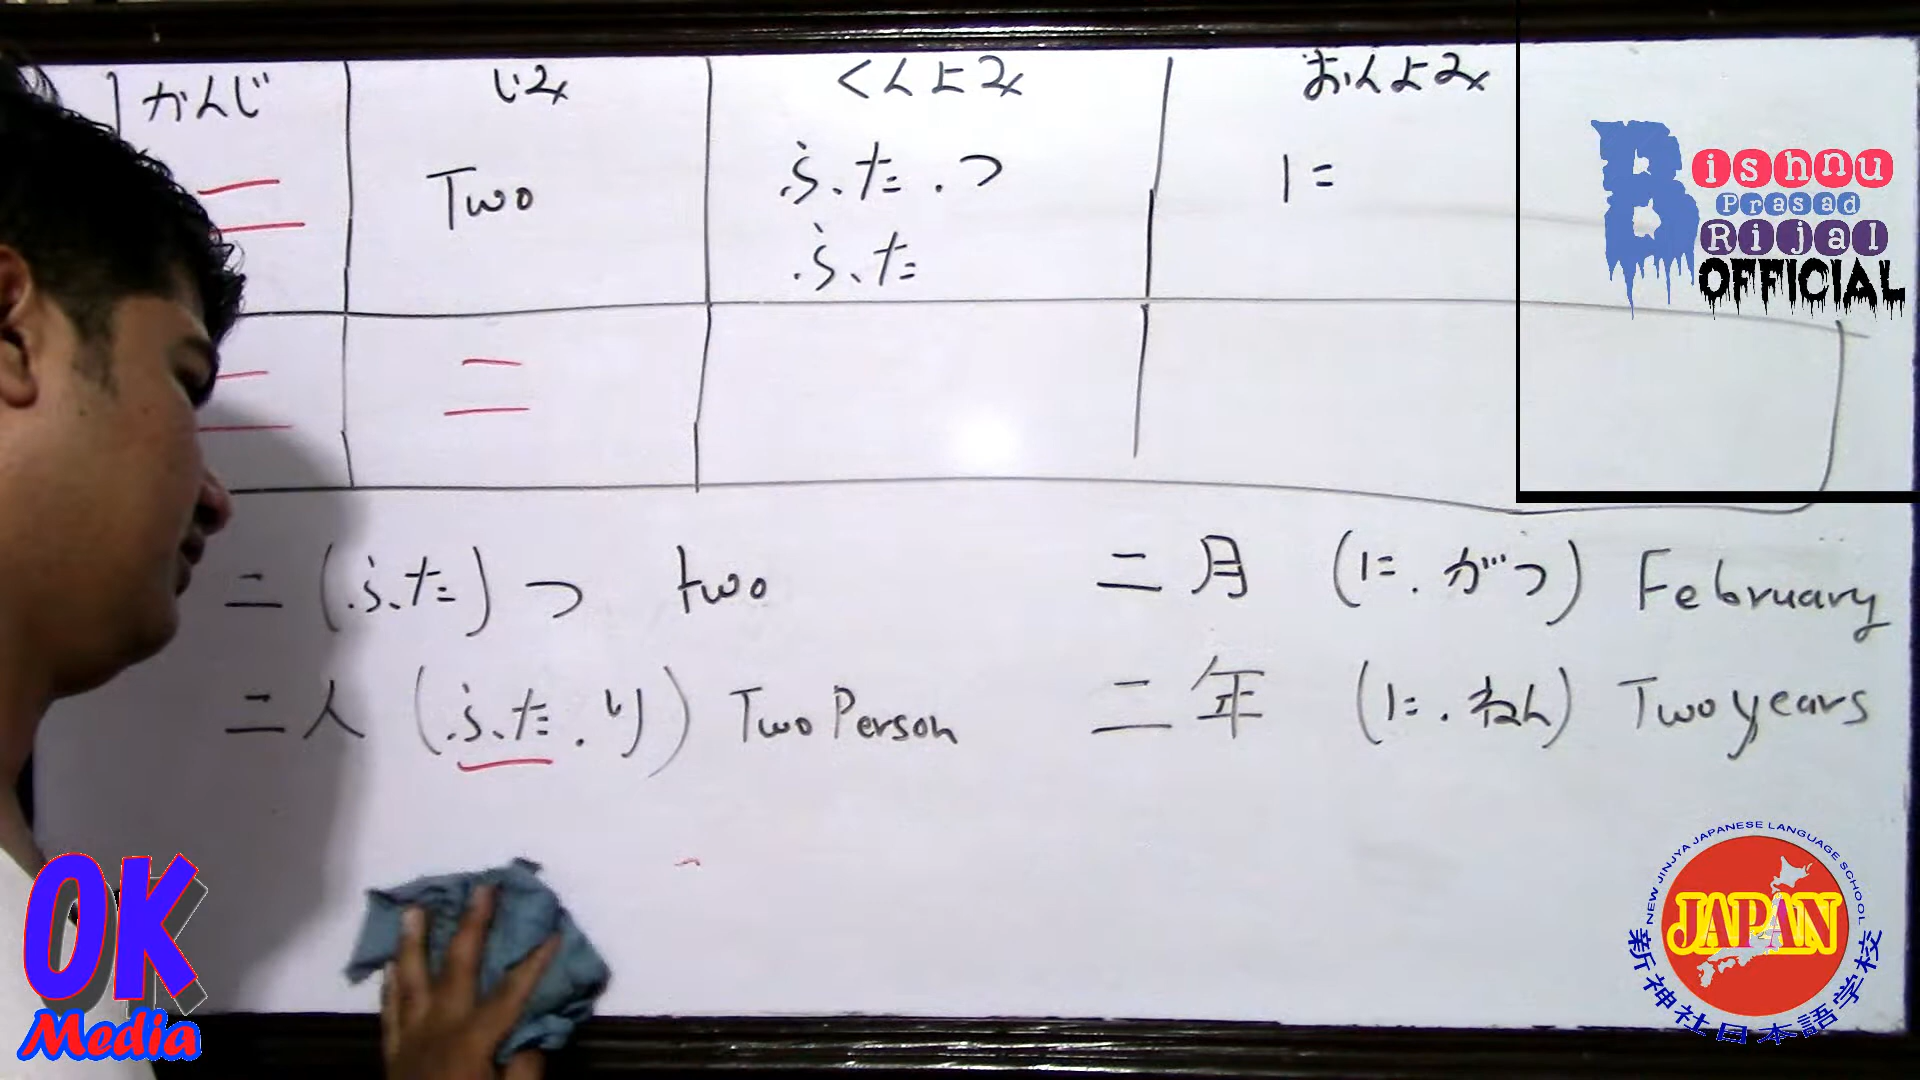 かんじ いみ くんよみ おんよみ
二 Two ふた.つ に
ふた
二 二
二(ふた)つ two
二月 (に.がつ) February
二人(ふた.り) Two Person
二年 (に.ねん) Two years
Bishnu
Prasad
Rijal
OFFICIAL
OK
Media
NEW JINJYA JAPANESE LANGUAGE SCHOOL
JAPAN
新神社日本語学校